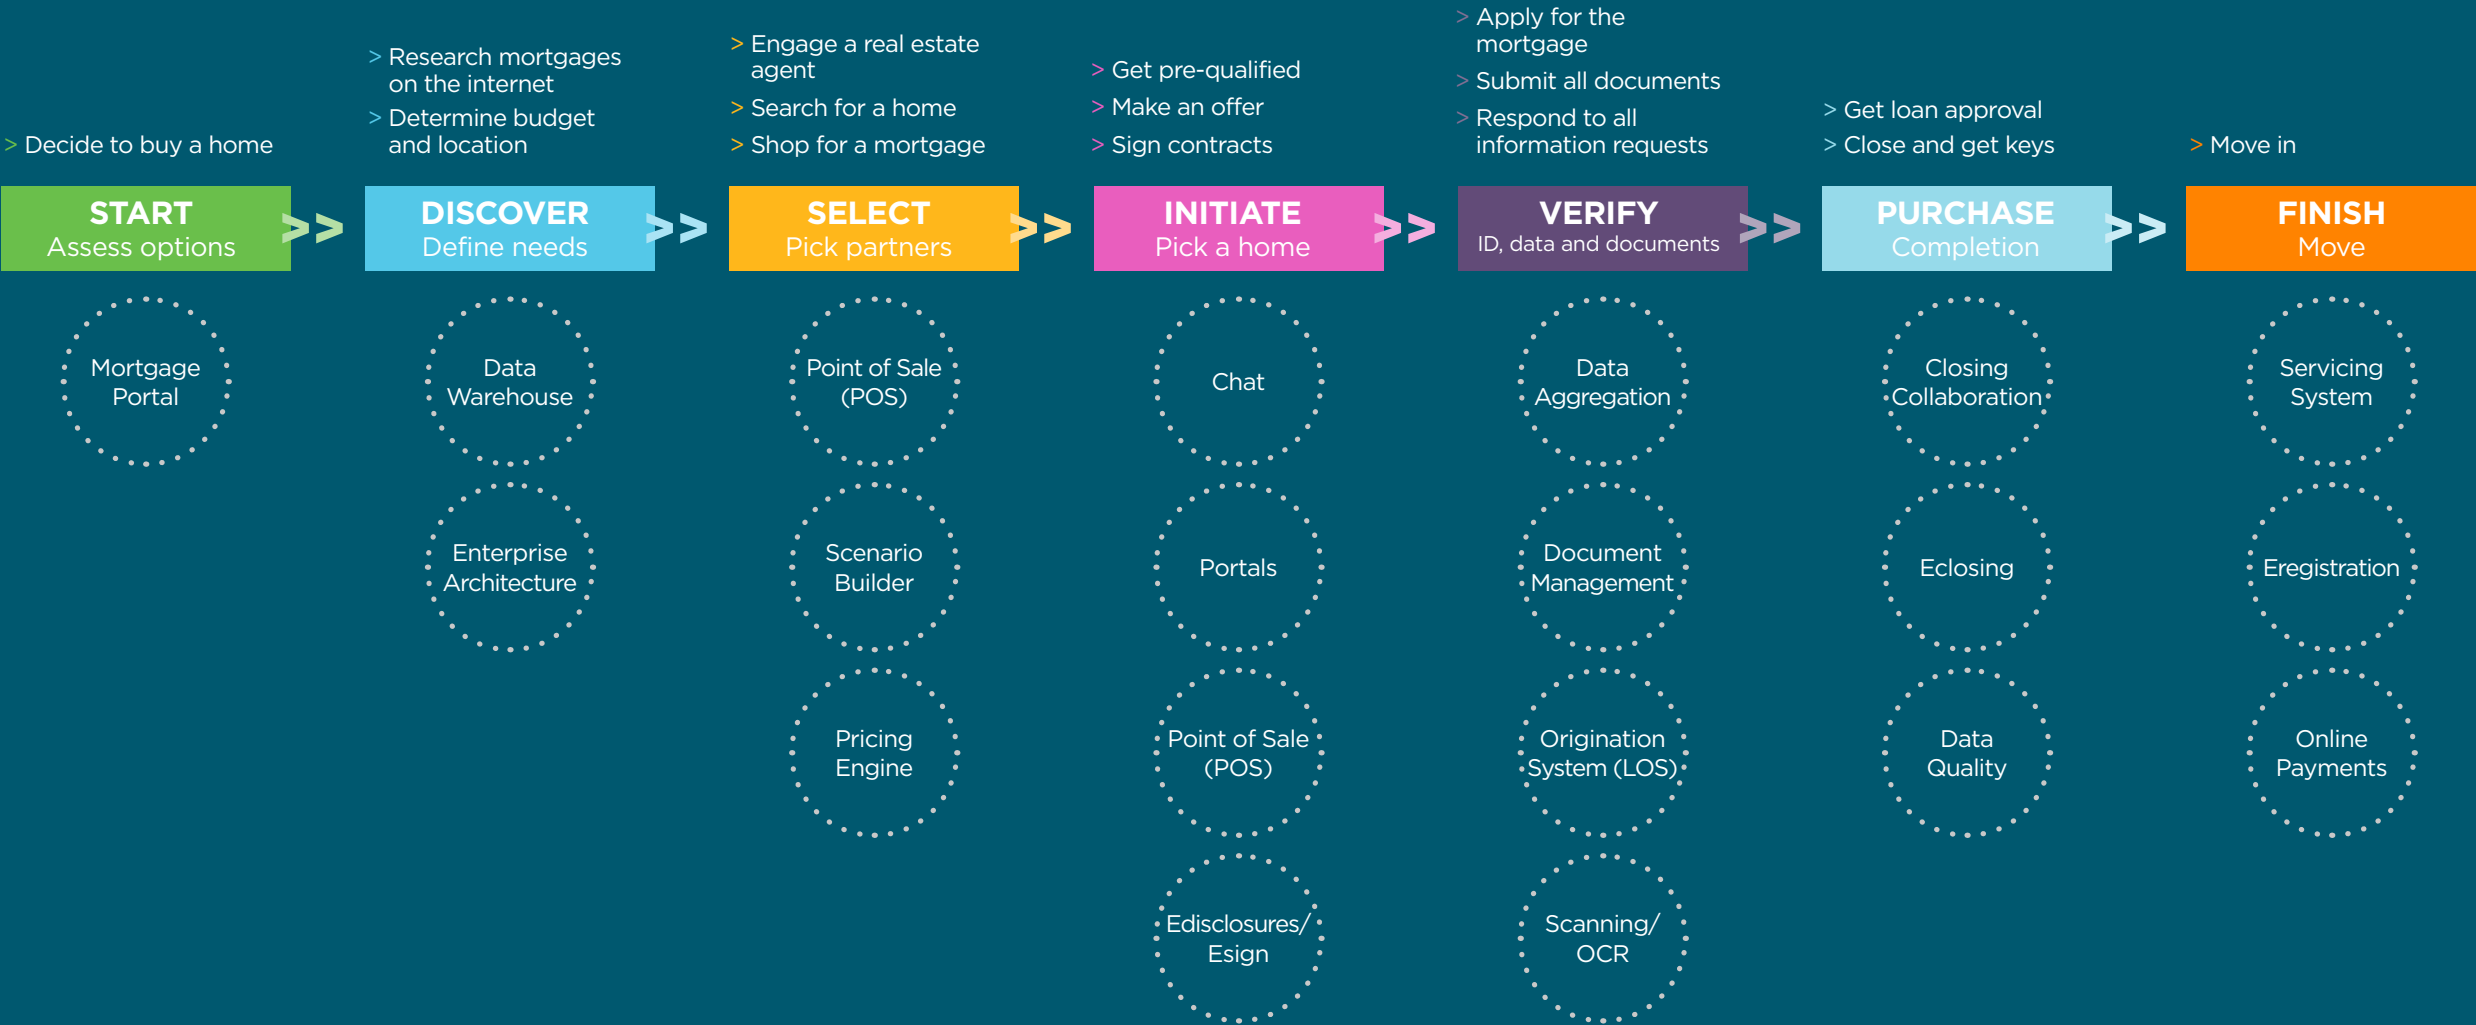 > Decide to buy a home
START
Assess options
Mortgage
Portal
> Research mortgages
on the internet
> Determine budget
and location
DISCOVER
Define needs
Data
Warehouse
Enterprise
Architecture
> Engage a real estate
agent
> Search for a home
> Shop for a mortgage
SELECT
Pick partners
Point of Sale
(POS)
Scenario
Builder
Pricing
Engine
> Get pre-qualified
> Make an offer
> Sign contracts
INITIATE
Pick a home
Chat
Portals
Point of Sale
(POS)
Edisclosures/
Esign
> Apply for the
mortgage
> Submit all documents
> Respond to all
information requests
VERIFY
ID, data and documents
Data
Aggregation
Document
Management
Origination
System (LOS)
Scanning/
OCR
> Get loan approval
> Close and get keys
PURCHASE
Completion
Closing
Collaboration
Eclosing
Data
Quality
> Move in
FINISH
Move
Servicing
System
Eregistration
Online
Payments